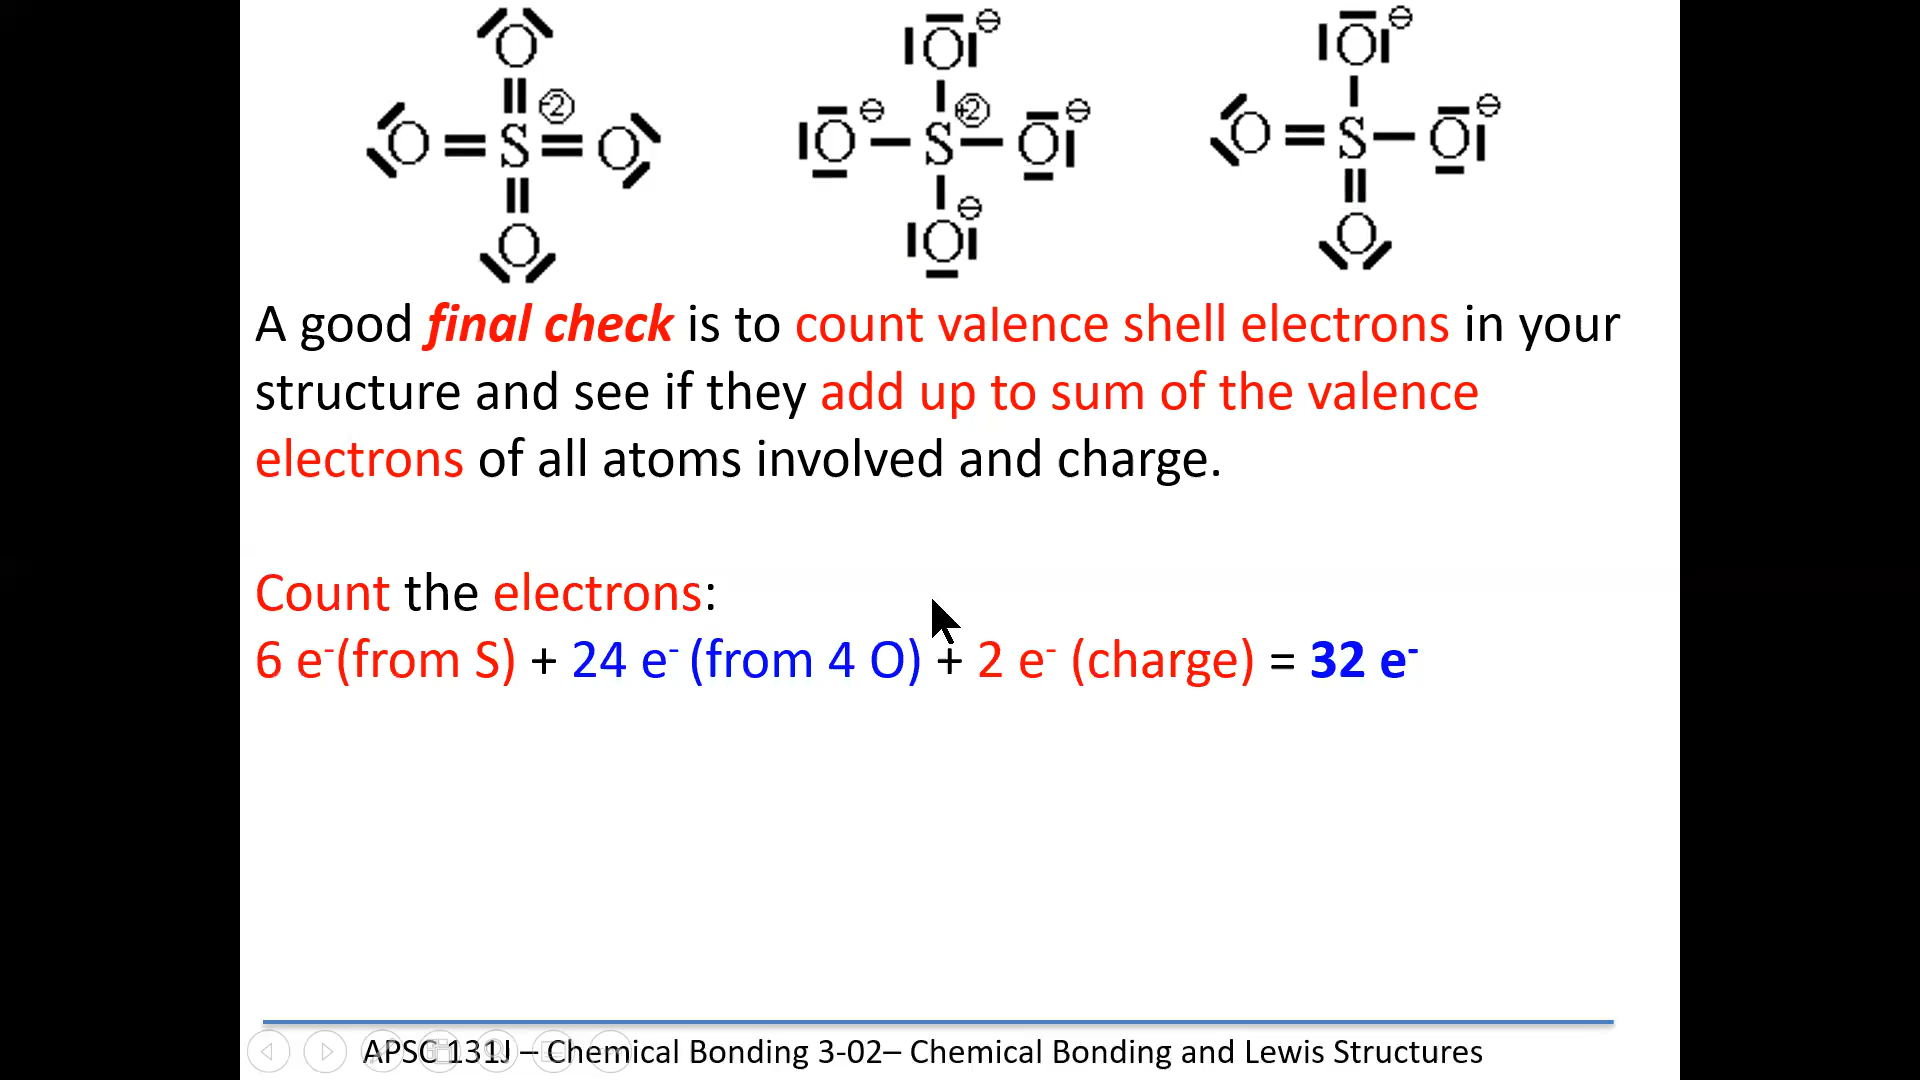 O O ⊖ O ⊖
-2 +2 ⊖ ⊖ ⊖
O = S = O O – S – O O = S – O
⊖
O O O
A good final check is to count valence shell electrons in your
structure and see if they add up to sum of the valence
electrons of all atoms involved and charge.
Count the electrons:
6 e⁻(from S) + 24 e⁻ (from 4 O) + 2 e⁻ (charge) = 32 e⁻
APSC 131J – Chemical Bonding 3-02– Chemical Bonding and Lewis Structures